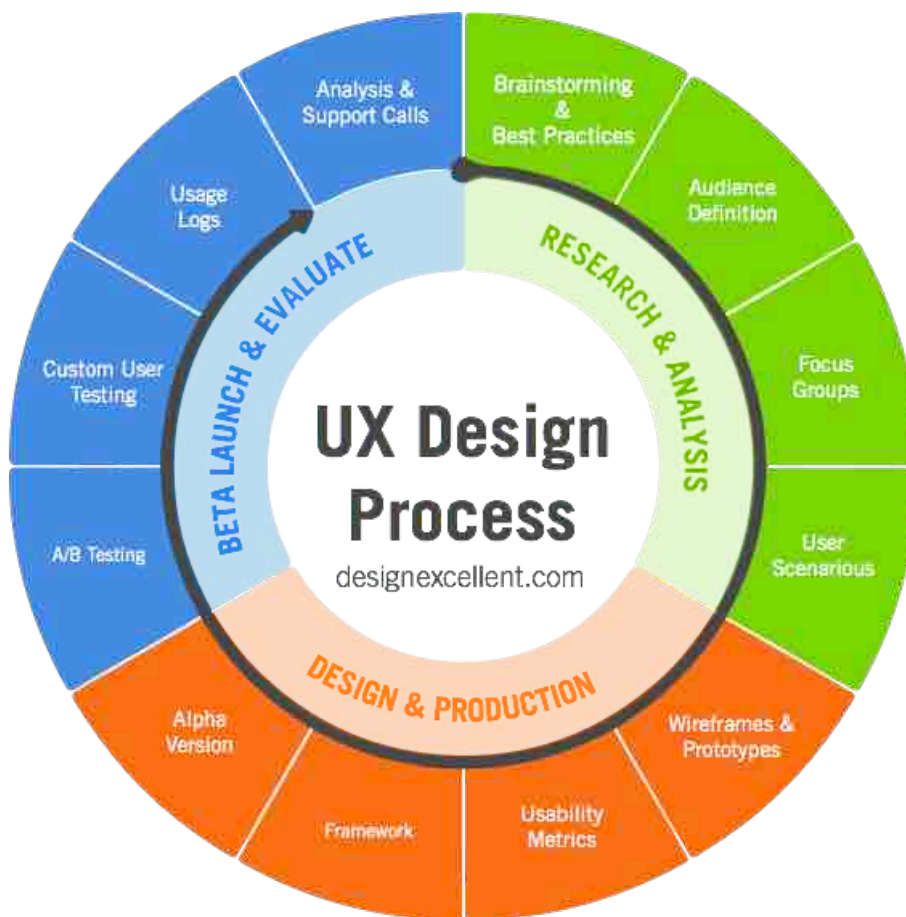 UX Design
Process
designexcellent.com
RESEARCH & ANALYSIS
Brainstorming
&
Best Practices
Audience
Definition
Focus
Groups
User
Scenarious
DESIGN & PRODUCTION
Wireframes &
Prototypes
Usability
Metrics
Framework
Alpha
Version
BETA LAUNCH & EVALUATE
A/B Testing
Custom User
Testing
Usage
Logs
Analysis &
Support Calls